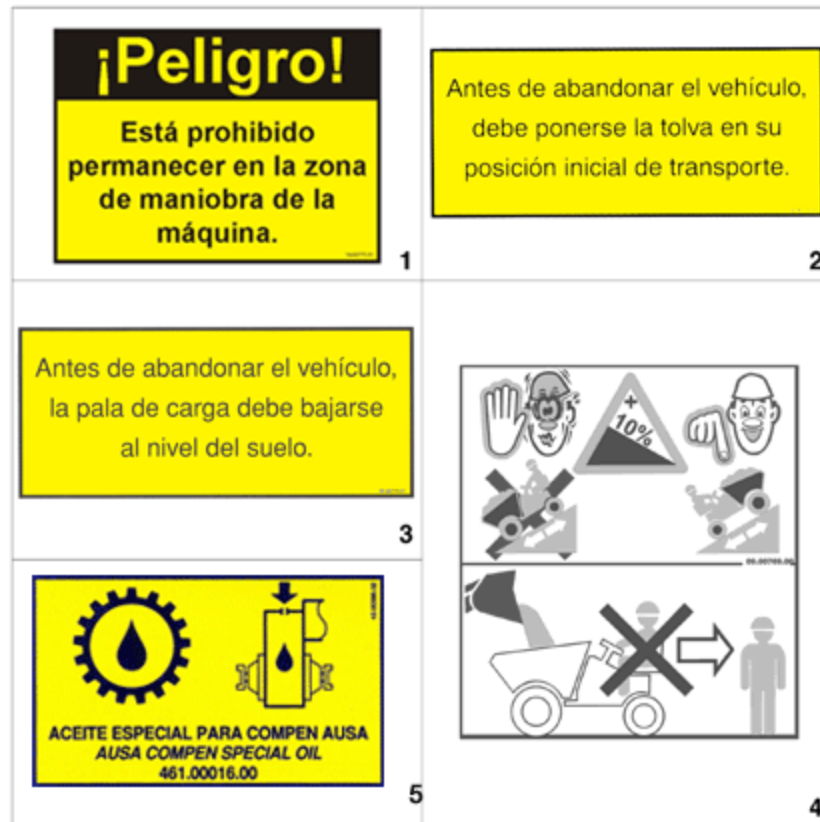 ¡Peligro!
Está prohibido
permanecer en la zona
de maniobra de la
máquina.
1
Antes de abandonar el vehículo,
debe ponerse la tolva en su
posición inicial de transporte.
2
Antes de abandonar el vehículo,
la pala de carga debe bajarse
al nivel del suelo.
3
+
10%
4
ACEITE ESPECIAL PARA COMPEN AUSA
AUSA COMPEN SPECIAL OIL
461.00016.00
5